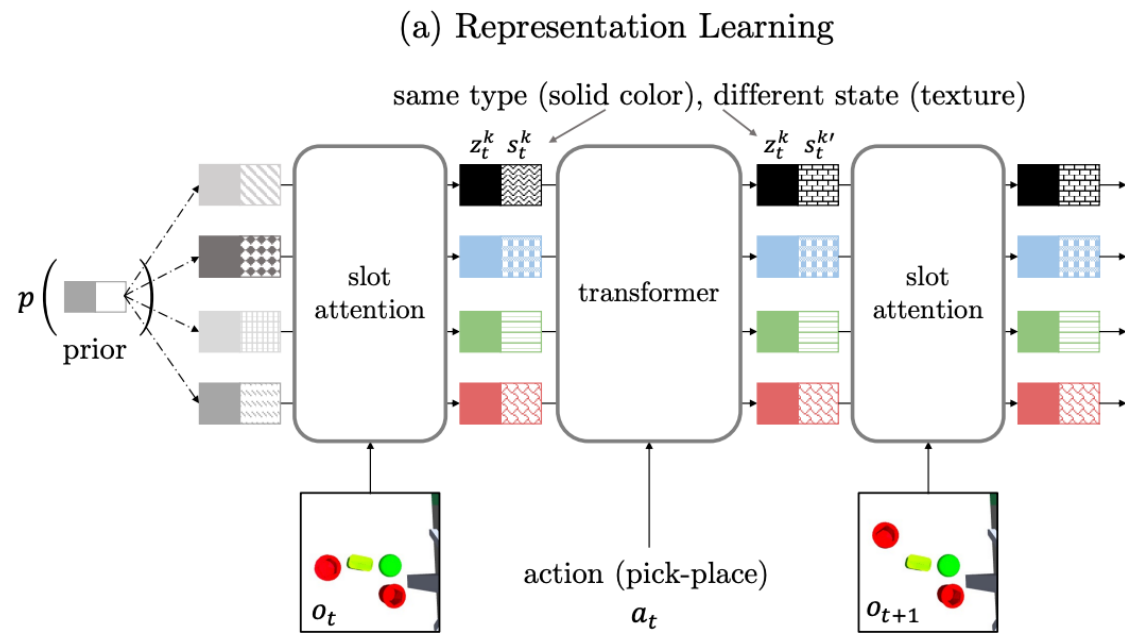 (a) Representation Learning
same type (solid color), different state (texture)
z_t^k s_t^k
z_t^k s_t^{k'}
slot
attention
transformer
slot
attention
p( )
prior
action (pick-place)
a_t
o_t
o_{t+1}